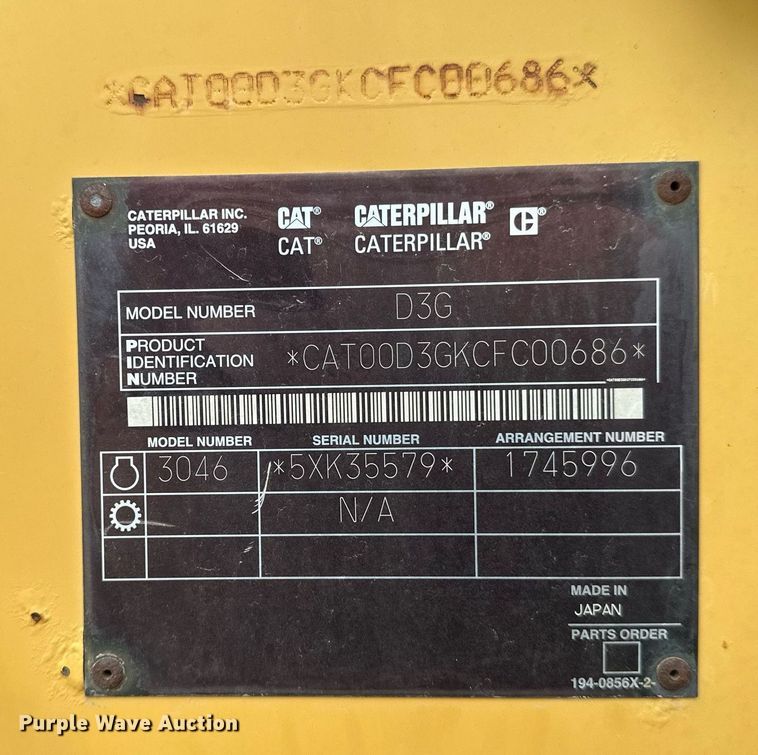 *CAT00D3GKCFC00686*
CATERPILLAR INC.
PEORIA, IL. 61629
USA
CAT® CATERPILLAR® C®
CAT® CATERPILLAR®
MODEL NUMBER D3G
PRODUCT
IDENTIFICATION
NUMBER
*CAT00D3GKCFC00686*
MODEL NUMBER SERIAL NUMBER ARRANGEMENT NUMBER
3046 *5XK35579* 1745996
N/A
MADE IN
JAPAN
PARTS ORDER
194-0856X-2-
Purple Wave Auction